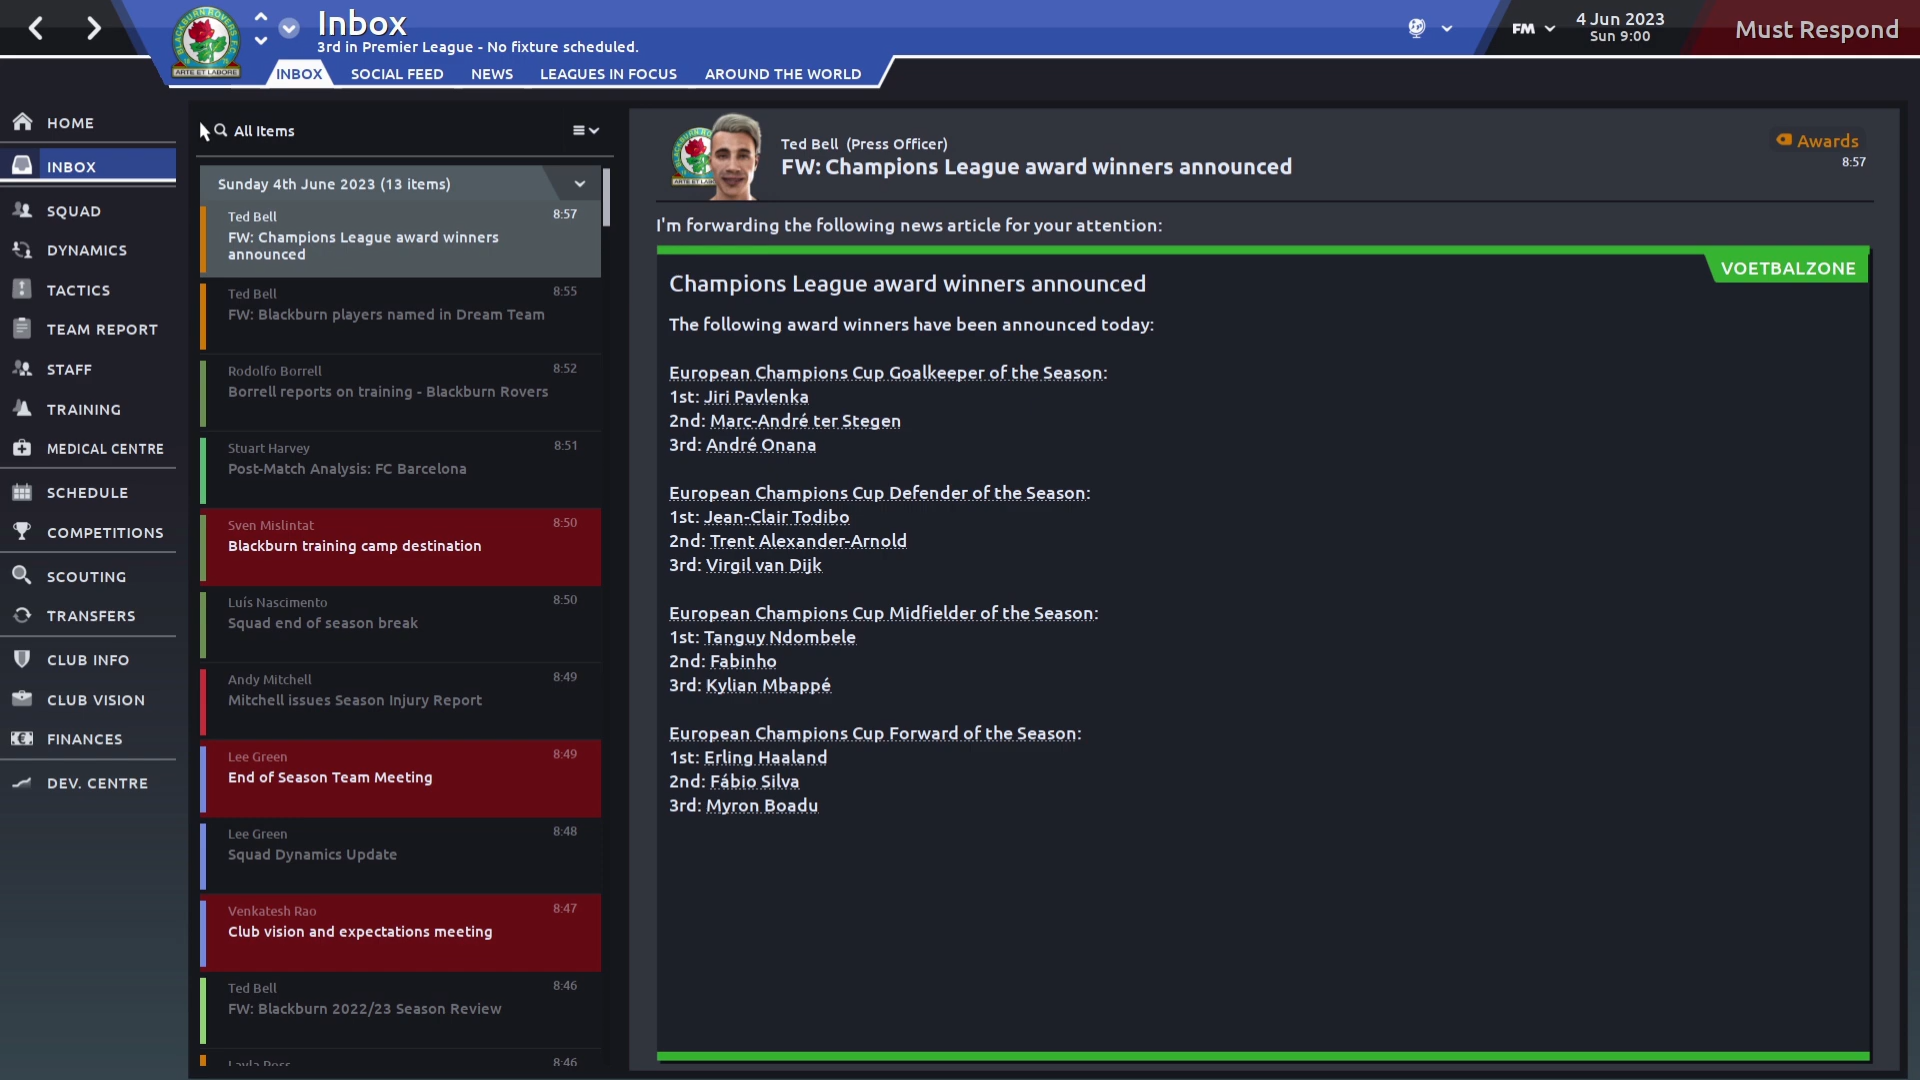 Inbox
3rd in Premier League - No fixture scheduled.
FM
4 Jun 2023
Sun 9:00
Must Respond
INBOX
SOCIAL FEED
NEWS
LEAGUES IN FOCUS
AROUND THE WORLD
BLACKBURN ROVERS F.C.
ARTE ET LABORE
HOME
INBOX
SQUAD
DYNAMICS
TACTICS
TEAM REPORT
STAFF
TRAINING
MEDICAL CENTRE
SCHEDULE
COMPETITIONS
SCOUTING
TRANSFERS
CLUB INFO
CLUB VISION
FINANCES
DEV. CENTRE
All Items
Sunday 4th June 2023 (13 items)
Ted Bell 8:57
FW: Champions League award winners
announced
Ted Bell 8:55
FW: Blackburn players named in Dream Team
Rodolfo Borrell 8:52
Borrell reports on training - Blackburn Rovers
Stuart Harvey 8:51
Post-Match Analysis: FC Barcelona
Sven Mislintat 8:50
Blackburn training camp destination
Luís Nascimento 8:50
Squad end of season break
Andy Mitchell 8:49
Mitchell issues Season Injury Report
Lee Green 8:49
End of Season Team Meeting
Lee Green 8:48
Squad Dynamics Update
Venkatesh Rao 8:47
Club vision and expectations meeting
Ted Bell 8:46
FW: Blackburn 2022/23 Season Review
8:46
Ted Bell (Press Officer)
FW: Champions League award winners announced
Awards
8:57
I'm forwarding the following news article for your attention:
VOETBALZONE
Champions League award winners announced
The following award winners have been announced today:
European Champions Cup Goalkeeper of the Season:
1st: Jiri Pavlenka
2nd: Marc-André ter Stegen
3rd: André Onana
European Champions Cup Defender of the Season:
1st: Jean-Clair Todibo
2nd: Trent Alexander-Arnold
3rd: Virgil van Dijk
European Champions Cup Midfielder of the Season:
1st: Tanguy Ndombele
2nd: Fabinho
3rd: Kylian Mbappé
European Champions Cup Forward of the Season:
1st: Erling Haaland
2nd: Fábio Silva
3rd: Myron Boadu